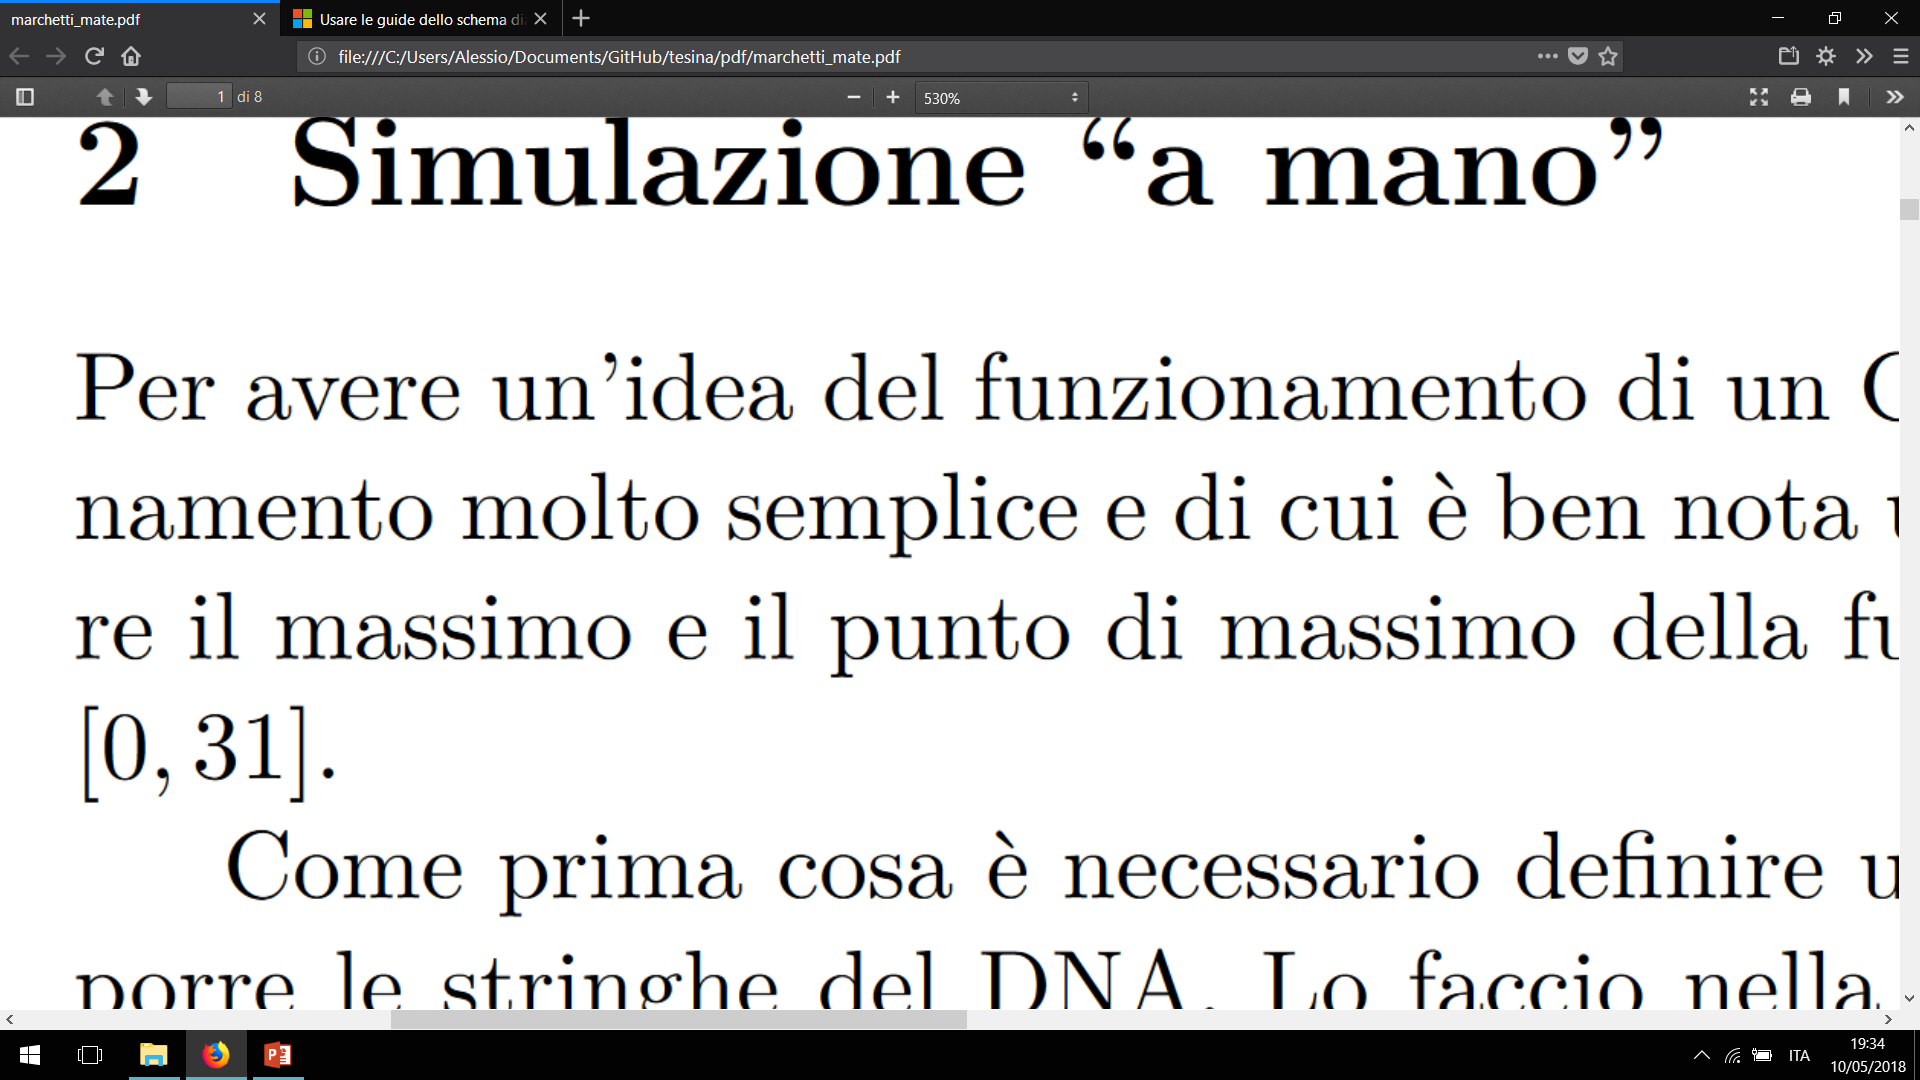 marchetti_mate.pdf
Usare le guide dello schema di
file:///C:/Users/Alessio/Documents/GitHub/tesina/pdf/marchetti_mate.pdf
1 di 8
530%
2 Simulazione “a mano”
Per avere un’idea del funzionamento di un
namento molto semplice e di cui è ben nota
re il massimo e il punto di massimo della fu
[0, 31].
Come prima cosa è necessario definire u
porre le stringhe del DNA. Lo faccio nella
ITA
19:34
10/05/2018